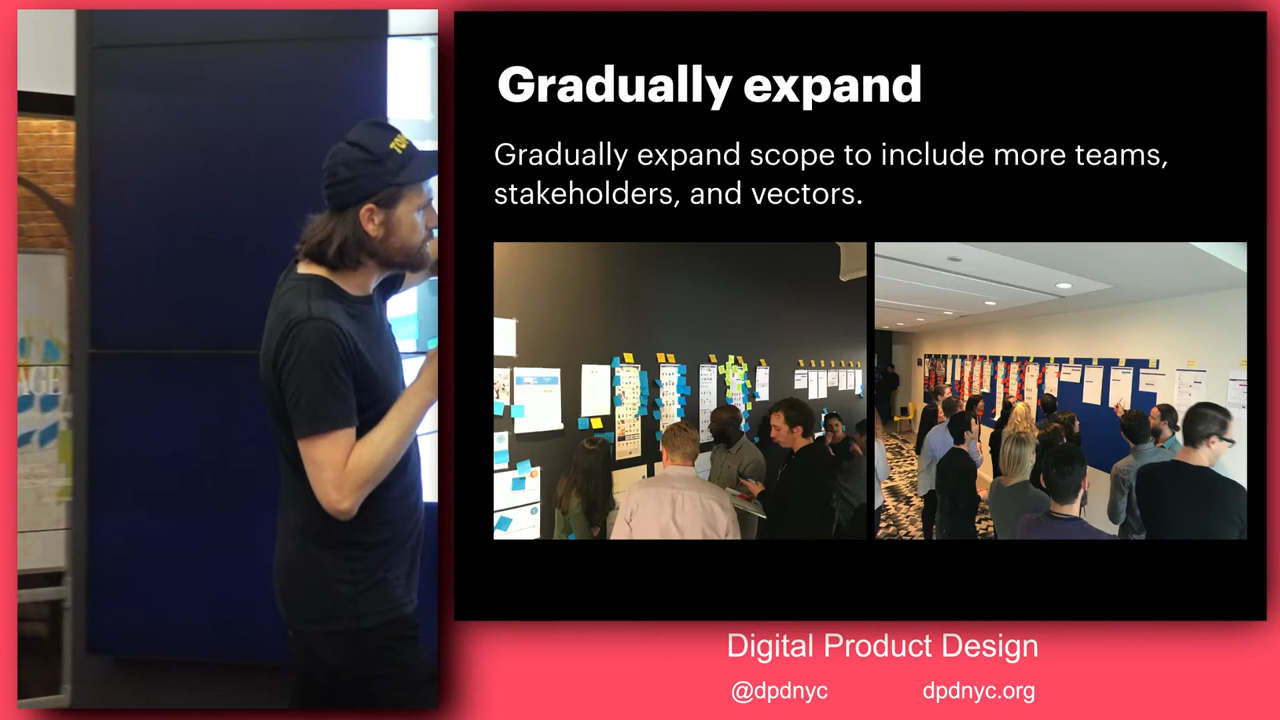 Gradually expand
Gradually expand scope to include more teams,
stakeholders, and vectors.
Digital Product Design
@dpdnyc
dpdnyc.org